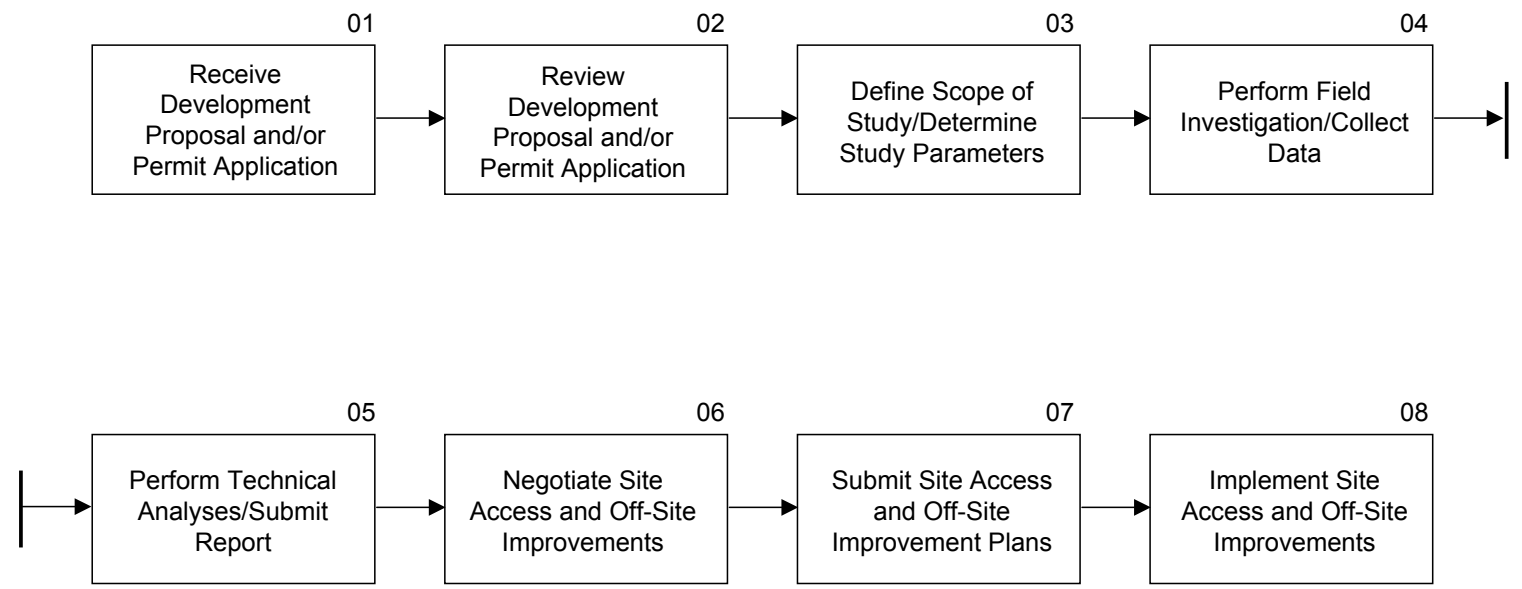 01
Receive
Development
Proposal and/or
Permit Application
02
Review
Development
Proposal and/or
Permit Application
03
Define Scope of
Study/Determine
Study Parameters
04
Perform Field
Investigation/Collect
Data
05
Perform Technical
Analyses/Submit
Report
06
Negotiate Site
Access and Off-Site
Improvements
07
Submit Site Access
and Off-Site
Improvement Plans
08
Implement Site
Access and Off-Site
Improvements